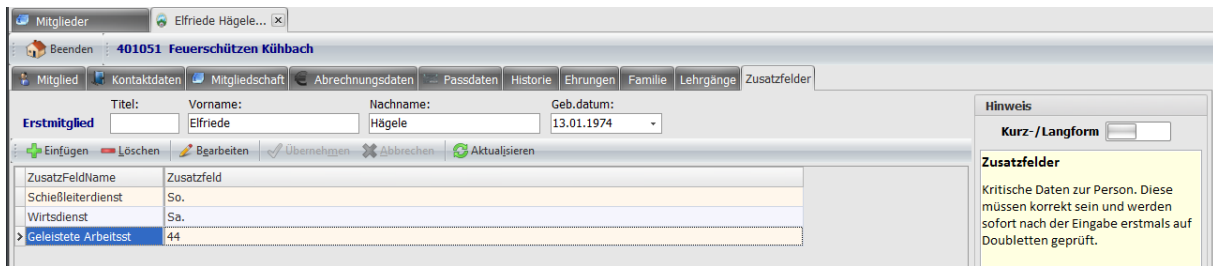 Mitglieder Elfriede Hägele...
Beenden 401051 Feuerschützen Kühbach
Mitglied Kontaktdaten Mitgliedschaft Abrechnungsdaten Passdaten Historie Ehrungen Familie Lehrgänge Zusatzfelder
Titel: Vorname: Nachname: Geb.datum:
Erstmitglied Elfriede Hägele 13.01.1974
Einfügen Löschen Bearbeiten Übernehmen Abbrechen Aktualisieren
ZusatzFeldName Zusatzfeld
Schießleiterdienst So.
Wirtsdienst Sa.
Geleistete Arbeitsst 44
Hinweis
Kurz-/Langform
Zusatzfelder
Kritische Daten zur Person. Diese
müssen korrekt sein und werden
sofort nach der Eingabe erstmals auf
Doubletten geprüft.